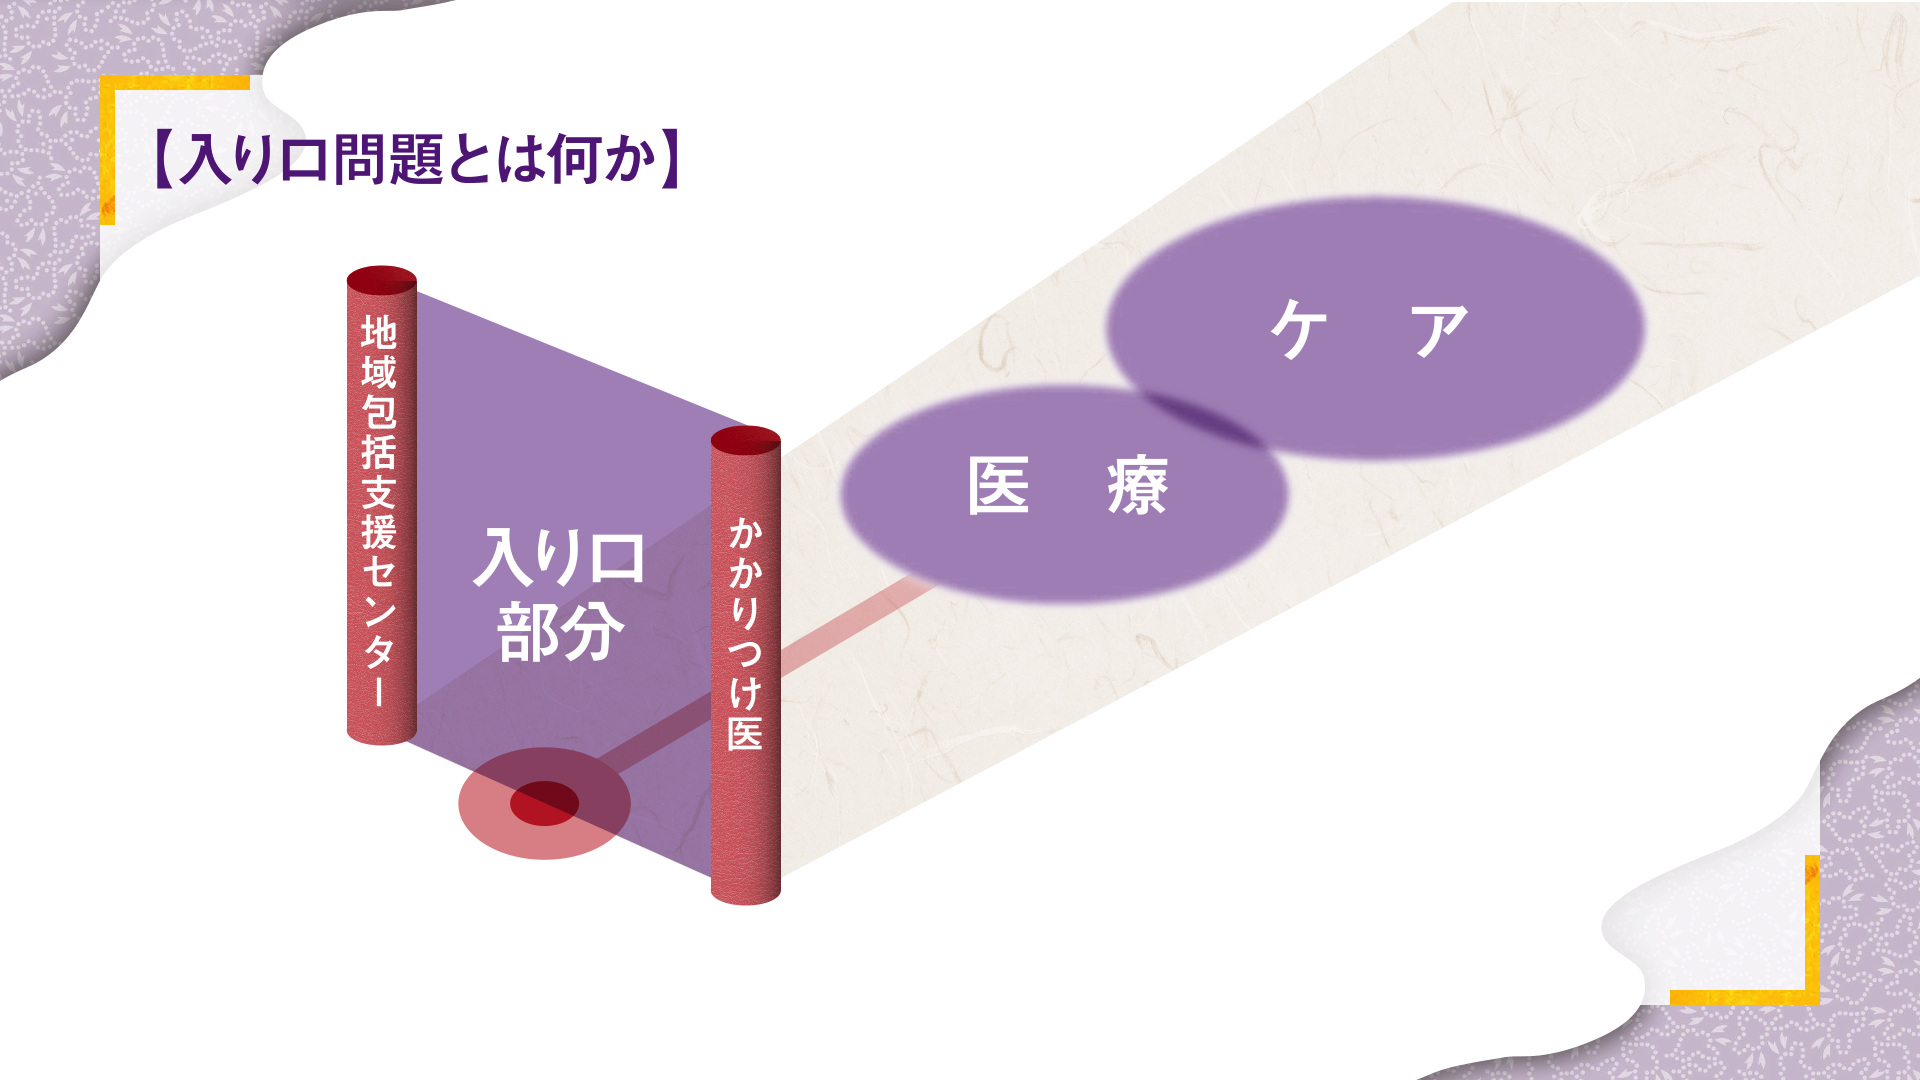 【入り口問題とは何か】
地域包括支援センター
入り口
部分
かかりつけ医
医　療
ケ　ア